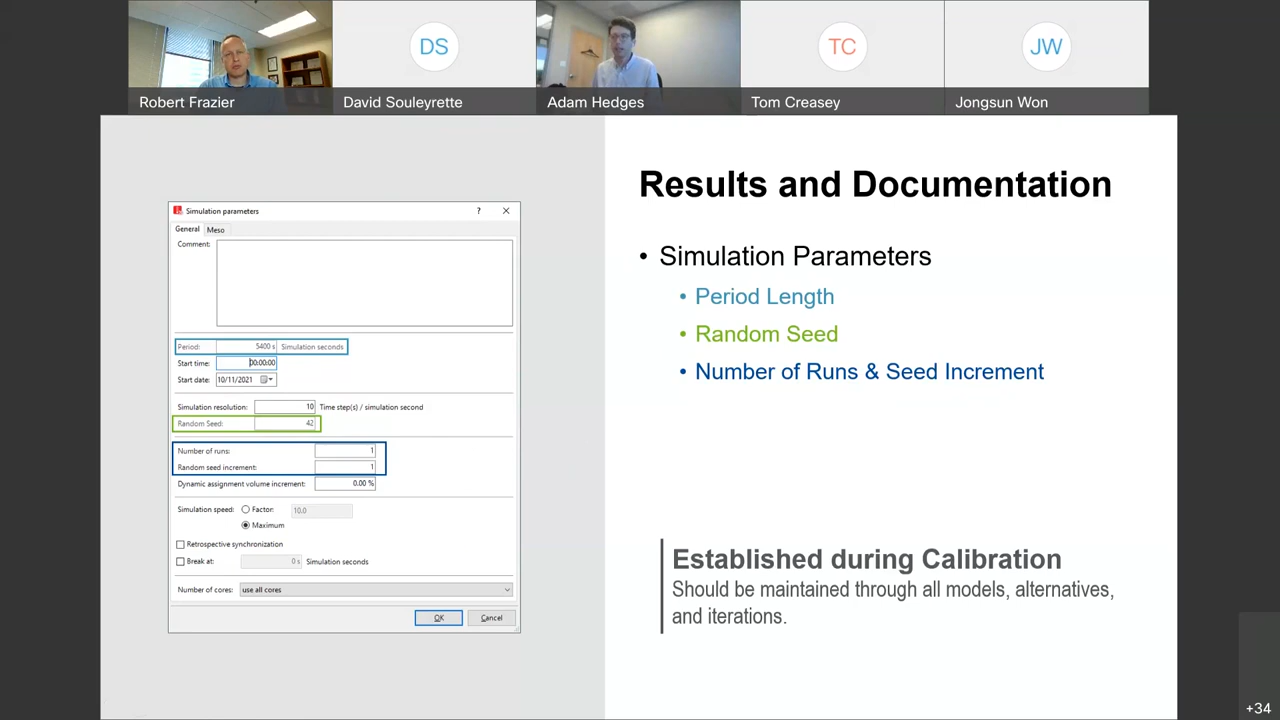 DS
TC
JW
Robert Frazier
David Souleyrette
Adam Hedges
Tom Creasey
Jongsun Won
Simulation parameters
?
General
Meso
Comment:
Period:
5400 s
Simulation seconds
Start time:
00:00:00
Start date:
10/11/2021
Simulation resolution:
10
Time step(s) / simulation second
Random Seed:
42
Number of runs:
1
Random seed increment:
1
Dynamic assignment volume increment:
0.00 %
Simulation speed:
Factor:
10.0
Maximum
Retrospective synchronization
Break at:
0 s
Simulation seconds
Number of cores:
use all cores
OK
Cancel
Results and Documentation
• Simulation Parameters
• Period Length
• Random Seed
• Number of Runs & Seed Increment
Established during Calibration
Should be maintained through all models, alternatives,
and iterations.
+34